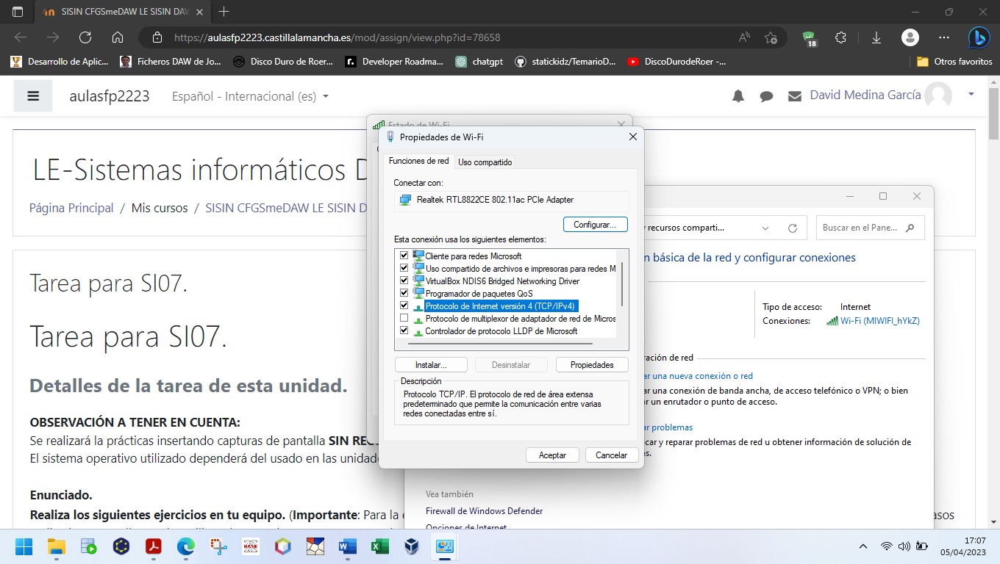 SISIN CFGSmeDAW LE SISIN DAW
https://aulasfp2223.castillalamancha.es/mod/assign/view.php?id=78658
18
Desarrollo de Aplic...
Ficheros DAW de Jo...
Disco Duro de Roer...
Developer Roadma...
chatgpt
statickidz/TemarioD...
DiscoDurodeRoer -...
Otros favoritos
aulasfp2223
Español - Internacional (es)
David Medina García
Estado de Wi-Fi
Propiedades de Wi-Fi
Funciones de red
Uso compartido
Conectar con:
Realtek RTL8822CE 802.11ac PCIe Adapter
Configurar...
Esta conexión usa los siguientes elementos:
Cliente para redes Microsoft
Uso compartido de archivos e impresoras para redes M
VirtualBox NDIS6 Bridged Networking Driver
Programador de paquetes QoS
Protocolo de Internet versión 4 (TCP/IPv4)
Protocolo de multiplexor de adaptador de red de Micros
Controlador de protocolo LLDP de Microsoft
Instalar...
Desinstalar
Propiedades
Descripción
Protocolo TCP/IP. El protocolo de red de área extensa
predeterminado que permite la comunicación entre varias
redes conectadas entre sí.
Aceptar
Cancelar
LE-Sistemas informáticos D
Página Principal / Mis cursos / SISIN CFGSmeDAW LE SISIN D
y recursos comparti...
Buscar en el Pane...
n básica de la red y configurar conexiones
Tipo de acceso: Internet
Conexiones: Wi-Fi (MIWIFI_hYkZ)
ración de red
ar una nueva conexión o red
ar una conexión de banda ancha, de acceso telefónico o VPN; o bien
ar un enrutador o punto de acceso.
ar problemas
icar y reparar problemas de red u obtener información de solución de
as.
Vea también
Firewall de Windows Defender
Opciones de Internet
Tarea para SI07.
Tarea para SI07.
Detalles de la tarea de esta unidad.
OBSERVACIÓN A TENER EN CUENTA:
Se realizará la prácticas insertando capturas de pantalla SIN REC
El sistema operativo utilizado dependerá del usado en las unidade
Enunciado.
Realiza los siguientes ejercicios en tu equipo. (Importante: Para la e
asos
17:07
05/04/2023